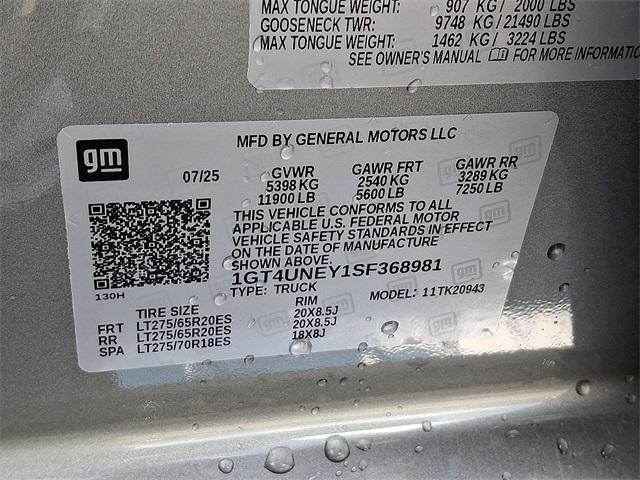 MAX TONGUE WEIGHT: 907 KG/ 2000 LBS
GOOSENECK TWR: 9748 KG/21490 LBS
MAX TONGUE WEIGHT: 1462 KG/ 3224 LBS
SEE OWNER'S MANUAL FOR MORE INFORMATIO
gm
MFD BY GENERAL MOTORS LLC
07/25
GVWR GAWR FRT GAWR RR
5398 KG 2540 KG 3289 KG
11900 LB 5600 LB 7250 LB
THIS VEHICLE CONFORMS TO ALL
APPLICABLE U.S. FEDERAL MOTOR
VEHICLE SAFETY STANDARDS IN EFFECT
ON THE DATE OF MANUFACTURE
SHOWN ABOVE.
1GT4UNEY1SF368981
130H
TYPE: TRUCK MODEL: 11TK20943
TIRE SIZE RIM
FRT LT275/65R20ES 20X8.5J
RR LT275/65R20ES 20X8.5J
SPA LT275/70R18ES 18X8J